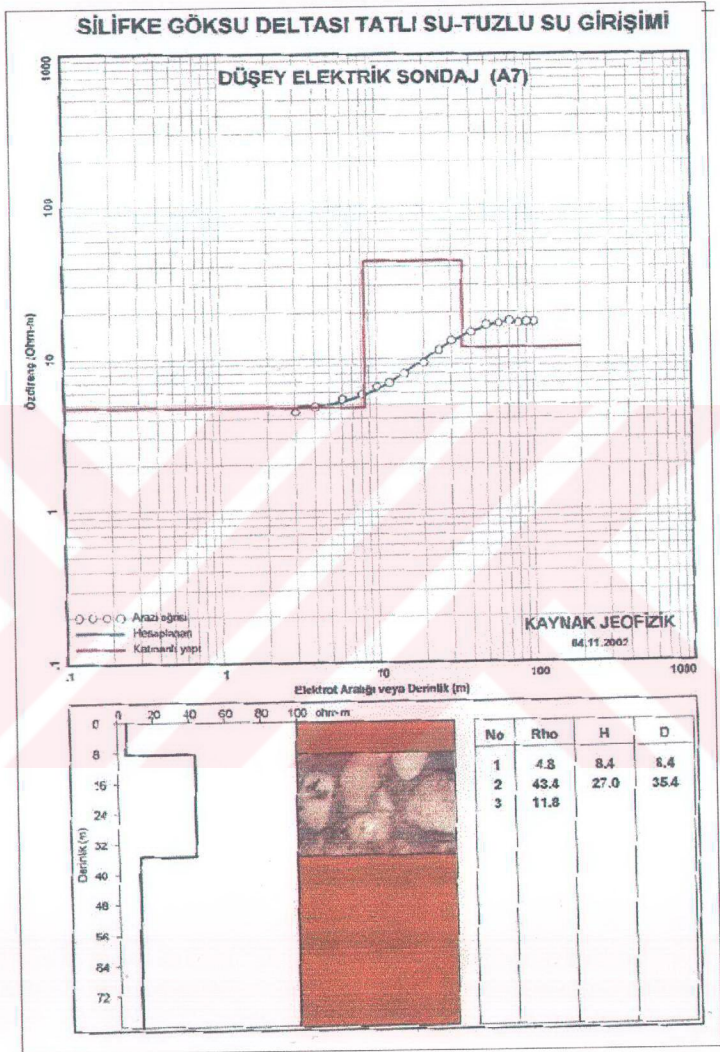 SİLİFKE GÖKSU DELTASI TATLI SU-TUZLU SU GİRİŞİMİ
DÜŞEY ELEKTRİK SONDAJ (A7)
1000
100
10
1
.1
Özdirenç (Ohm-m)
Arazi eğrisi
Hesaplanan
Katmanlı yapı
KAYNAK JEOFİZİK
04.11.2002
.1 1 10 100 1000
Elektrot Aralığı veya Derinlik (m)
0 20 40 60 80 100 ohm-m
0
8
16
24
32
40
48
56
64
72
Derinlik (m)
No Rho H D
1 4.8 8.4 8.4
2 43.4 27.0 35.4
3 11.8